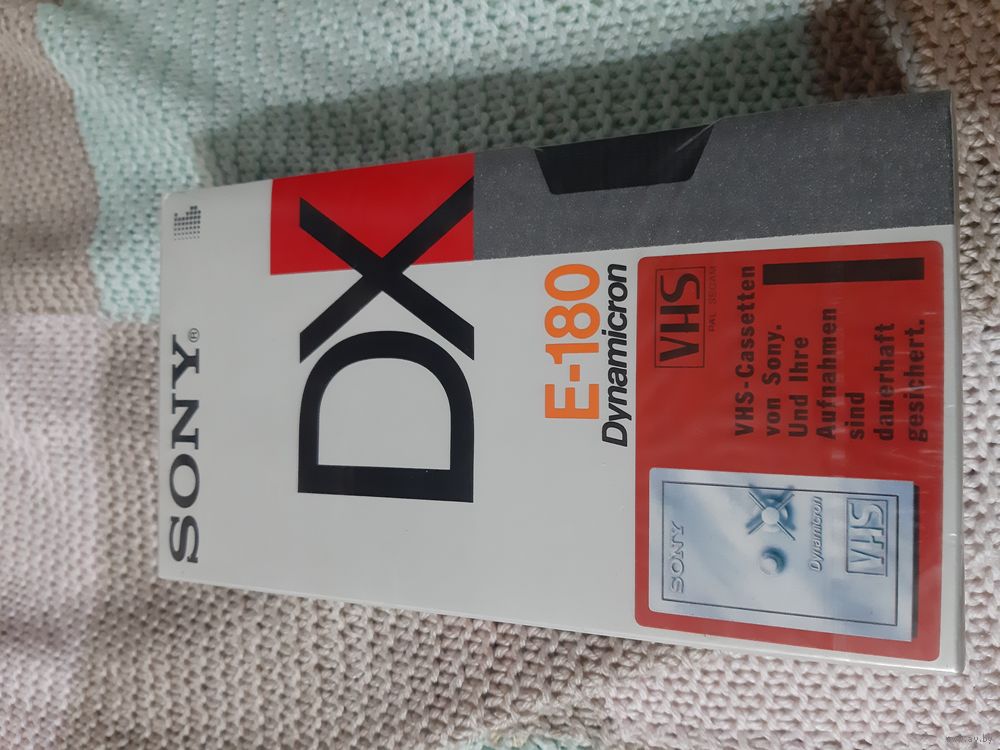 SONY®
DX
E-180
Dynamicron
VHS
PAL SECAM
VHS-Cassetten
von Sony.
Und Ihre
Aufnahmen
sind
dauerhaft
gesichert.
SONY
Dynamicron
VHS